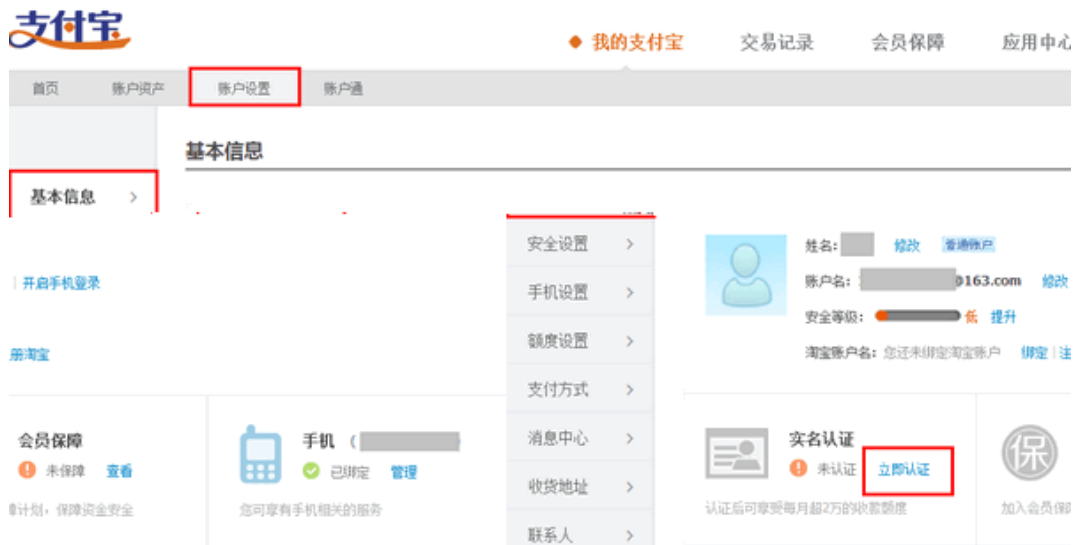 支付宝
我的支付宝 交易记录 会员保障 应用中心
首页 账户资产 账户设置 账户通
基本信息
基本信息 >
开启手机登录
册淘宝
会员保障
未保障 查看
计划，保障资金安全
手机 (
已绑定 管理
您可享有手机相关的服务
安全设置 >
手机设置 >
额度设置 >
支付方式 >
消息中心 >
收货地址 >
联系人 >
姓名: 修改 普通账户
账户名: @163.com 修改
安全等级: 低 提升
淘宝账户名: 您还未绑定淘宝账户 绑定 | 注
实名认证
未认证 立即认证
认证后可享受每月超2万的收款额度
保
加入会员保